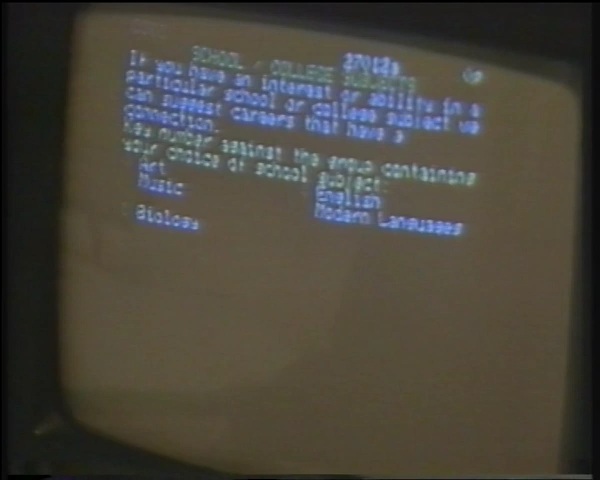 27012a 0p
SCHOOL / COLLEGE SUBJECTS
If you have an interest or ability in a
particular school or college subject we
can suggest careers that have a
connection.
Key number against the group containing
your choice of school subject:
Art English
Music Modern Languages
Biology